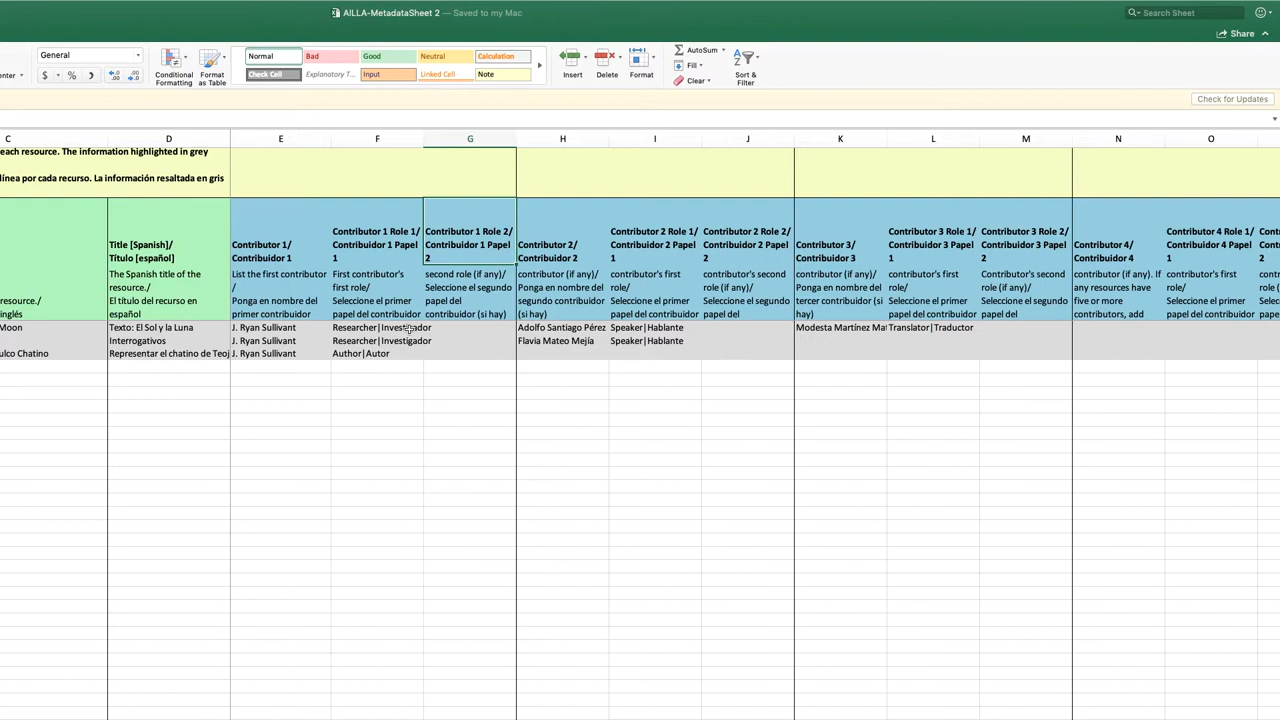 AILLA-MetadataSheet 2 — Saved to my Mac
Search Sheet
Share
General
Normal Bad Good Neutral Calculation
Check Cell Explanatory T... Input Linked Cell Note
$ % 
Conditional Formatting
Format as Table
Insert Delete Format
AutoSum
Fill
Clear
Sort & Filter
enter
Check for Updates
C D E F G H I J K L M N O
each resource. The information highlighted in grey
línea por cada recurso. La información resaltada en gris
Title [Spanish]/
Título [español]
The Spanish title of the
resource./
El título del recurso en
español
resource./
inglés
Contributor 1/
Contribuidor 1
List the first contributor
/
Ponga en nombre del
primer contribuidor
Contributor 1 Role 1/
Contribuidor 1 Papel
1
First contributor's
first role/
Seleccione el primer
papel del contribuidor
Contributor 1 Role 2/
Contribuidor 1 Papel
2
second role (if any)/
Seleccione el segundo
papel del
contribuidor (si hay)
Contributor 2/
Contribuidor 2
contributor (if any)/
Ponga en nombre del
segundo contribuidor
(si hay)
Contributor 2 Role 1/
Contribuidor 2 Papel
1
contributor's first
role/
Seleccione el primer
papel del contribuidor
Contributor 2 Role 2/
Contribuidor 2 Papel
2
contributor's second
role (if any)/
Seleccione el segundo
papel del
Contributor 3/
Contribuidor 3
contributor (if any)/
Ponga en nombre del
tercer contribuidor (si
hay)
Contributor 3 Role 1/
Contribuidor 3 Papel
1
contributor's first
role/
Seleccione el primer
papel del contribuidor
Contributor 3 Role 2/
Contribuidor 3 Papel
2
Contributor's second
role (if any)/
Seleccione el segundo
papel del
Contributor 4/
Contribuidor 4
contributor (if any). If
any resources have
five or more
contributors, add
Contributor 4 Role 1/
Contribuidor 4 Papel
1
contributor's first
role/
Seleccione el primer
papel del contribuidor
Contri
Contri
2
contri
role (i
Selecc
papel
Moon Texto: El Sol y la Luna J. Ryan Sullivant Researcher|Investigador Adolfo Santiago Pérez Speaker|Hablante Modesta Martínez Mar Translator|Traductor
Interrogativos J. Ryan Sullivant Researcher|Investigador Flavia Mateo Mejía Speaker|Hablante
ulco Chatino Representar el chatino de Teoj J. Ryan Sullivant Author|Autor